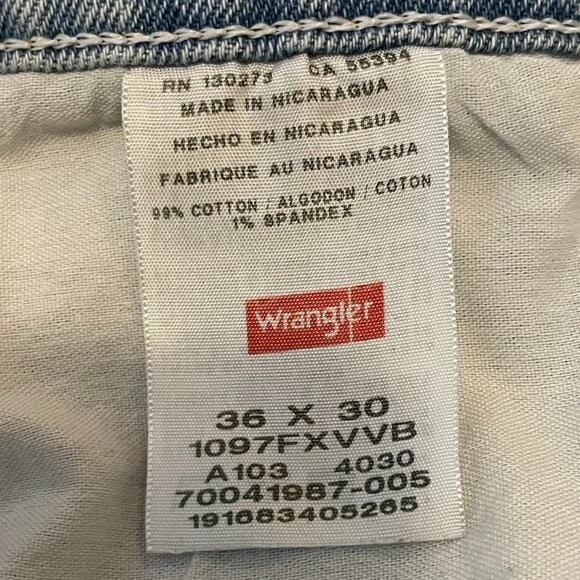 RN 130273 CA 55394
MADE IN NICARAGUA
HECHO EN NICARAGUA
FABRIQUE AU NICARAGUA
99% COTTON / ALGODON / COTON
1% SPANDEX
Wrangler
36 X 30
1097FXVVB
A103 4030
70041987-005
191683405265